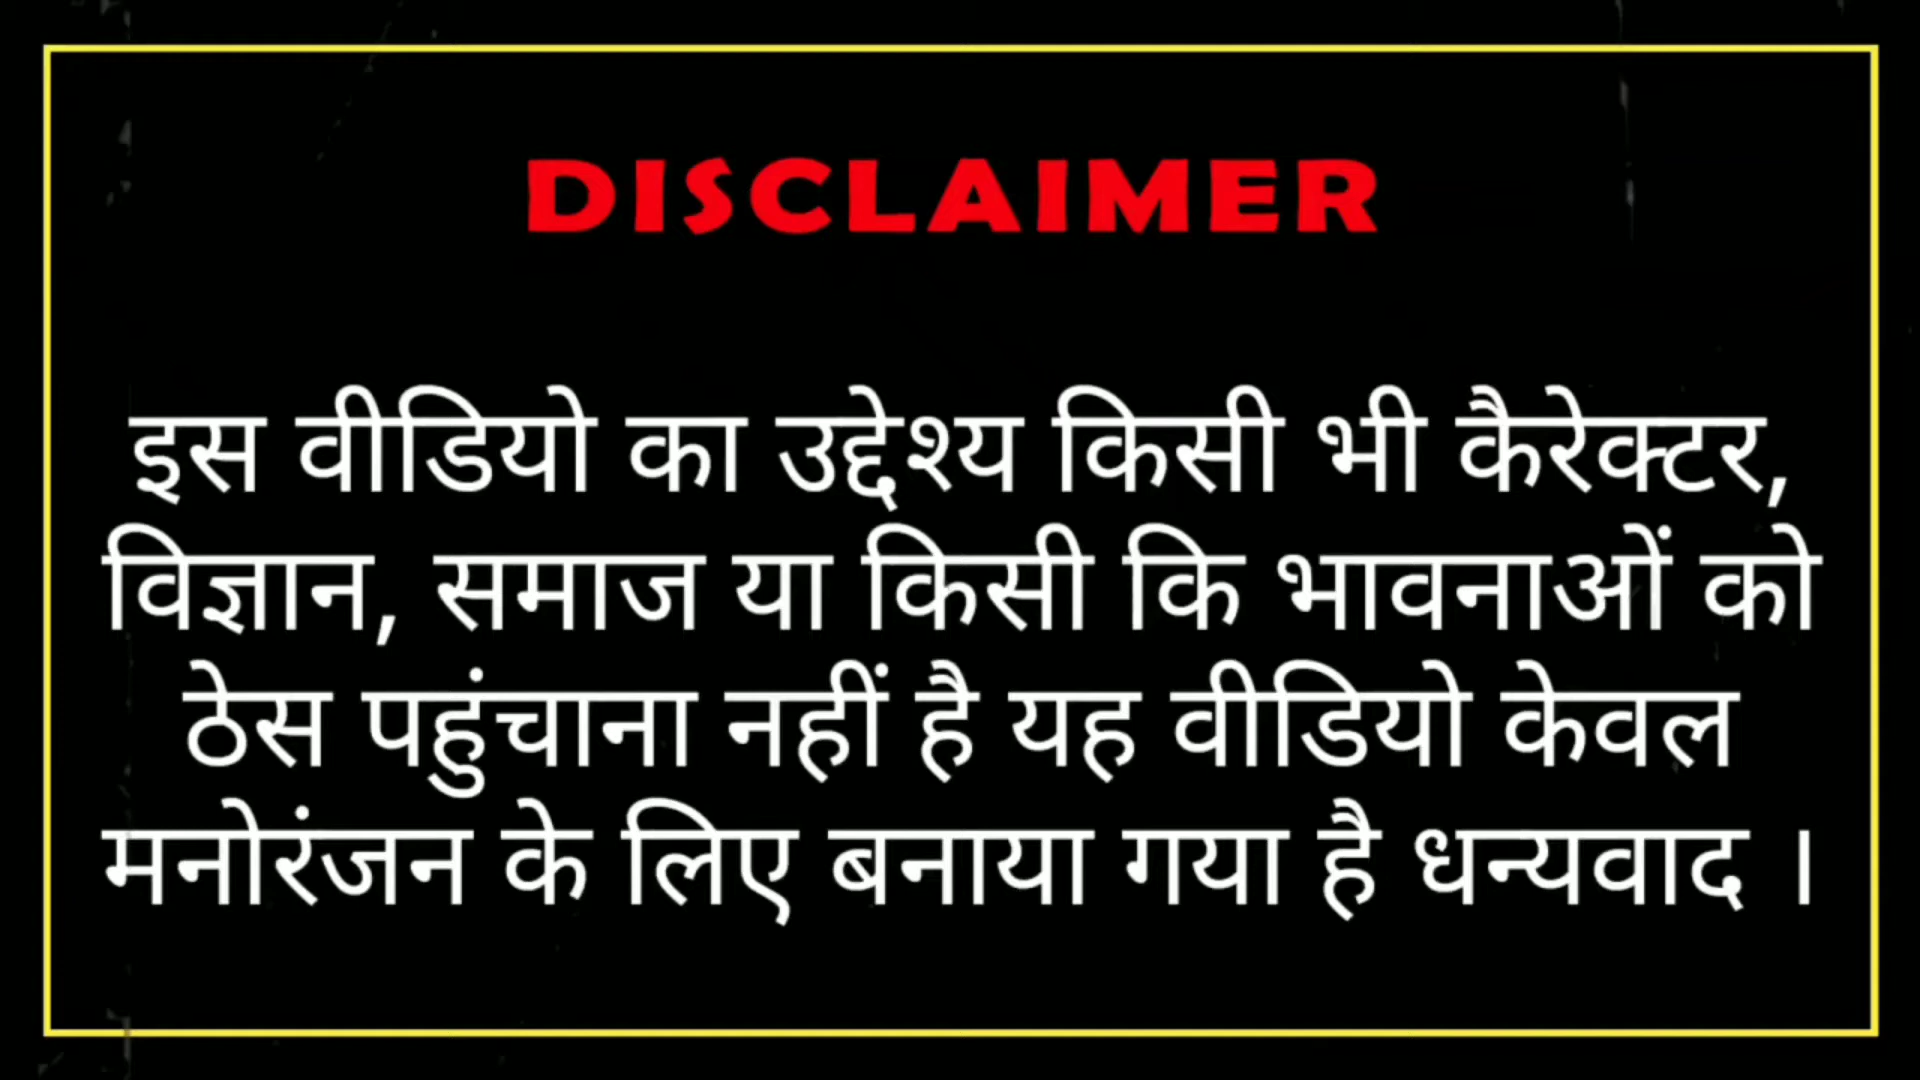 DISCLAIMER
इस वीडियो का उद्देश्य किसी भी कैरेक्टर,
विज्ञान, समाज या किसी कि भावनाओं को
ठेस पहुंचाना नहीं है यह वीडियो केवल
मनोरंजन के लिए बनाया गया है धन्यवाद ।